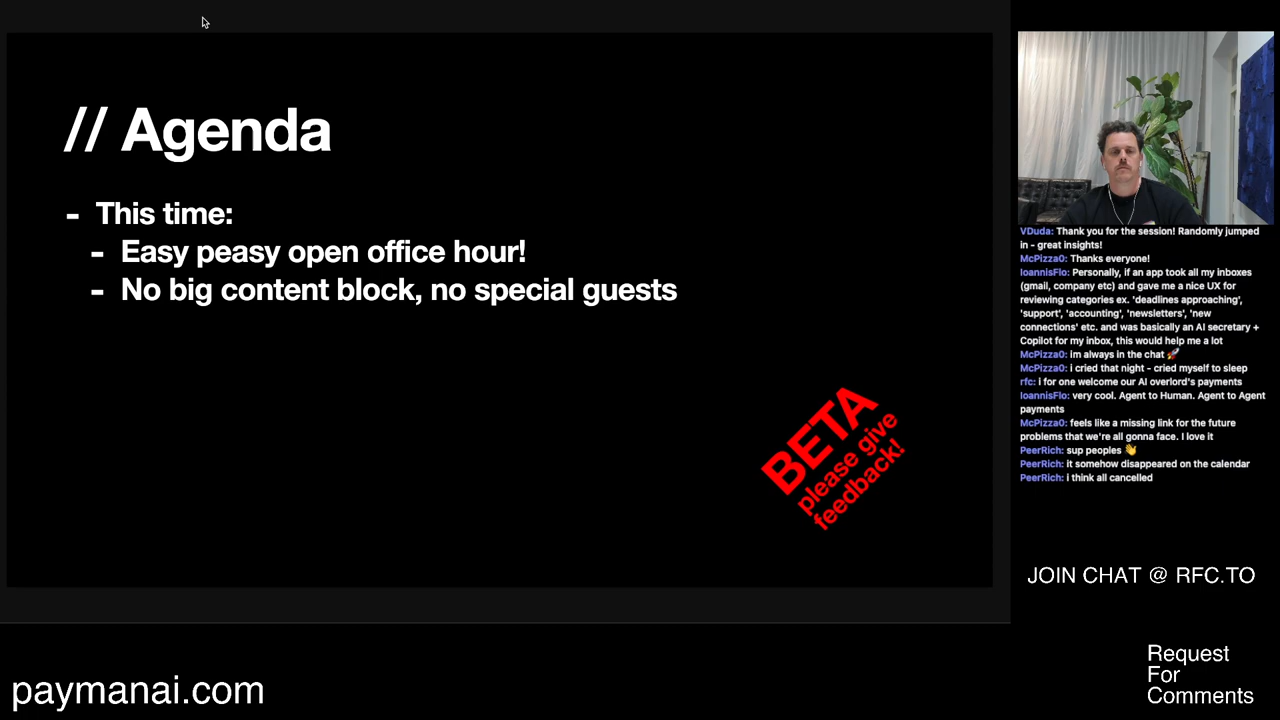 // Agenda
- This time:
- Easy peasy open office hour!
- No big content block, no special guests
BETA
please give
feedback!
VDuda: Thank you for the session! Randomly jumped
in - great insights!
McPizza0: Thanks everyone!
IoannisFlo: Personally, if an app took all my inboxes
(gmail, company etc) and gave me a nice UX for
reviewing categories ex. 'deadlines approaching',
'support', 'accounting', 'newsletters', 'new
connections' etc. and was basically an AI secretary +
Copilot for my inbox, this would help me a lot
McPizza0: im always in the chat 🚀
McPizza0: i cried that night - cried myself to sleep
rfc: i for one welcome our AI overlord's payments
IoannisFlo: very cool. Agent to Human. Agent to Agent
payments
McPizza0: feels like a missing link for the future
problems that we're all gonna face. I love it
PeerRich: sup peoples 👋
PeerRich: it somehow disappeared on the calendar
PeerRich: i think all cancelled
JOIN CHAT @ RFC.TO
paymanai.com
Request
For
Comments